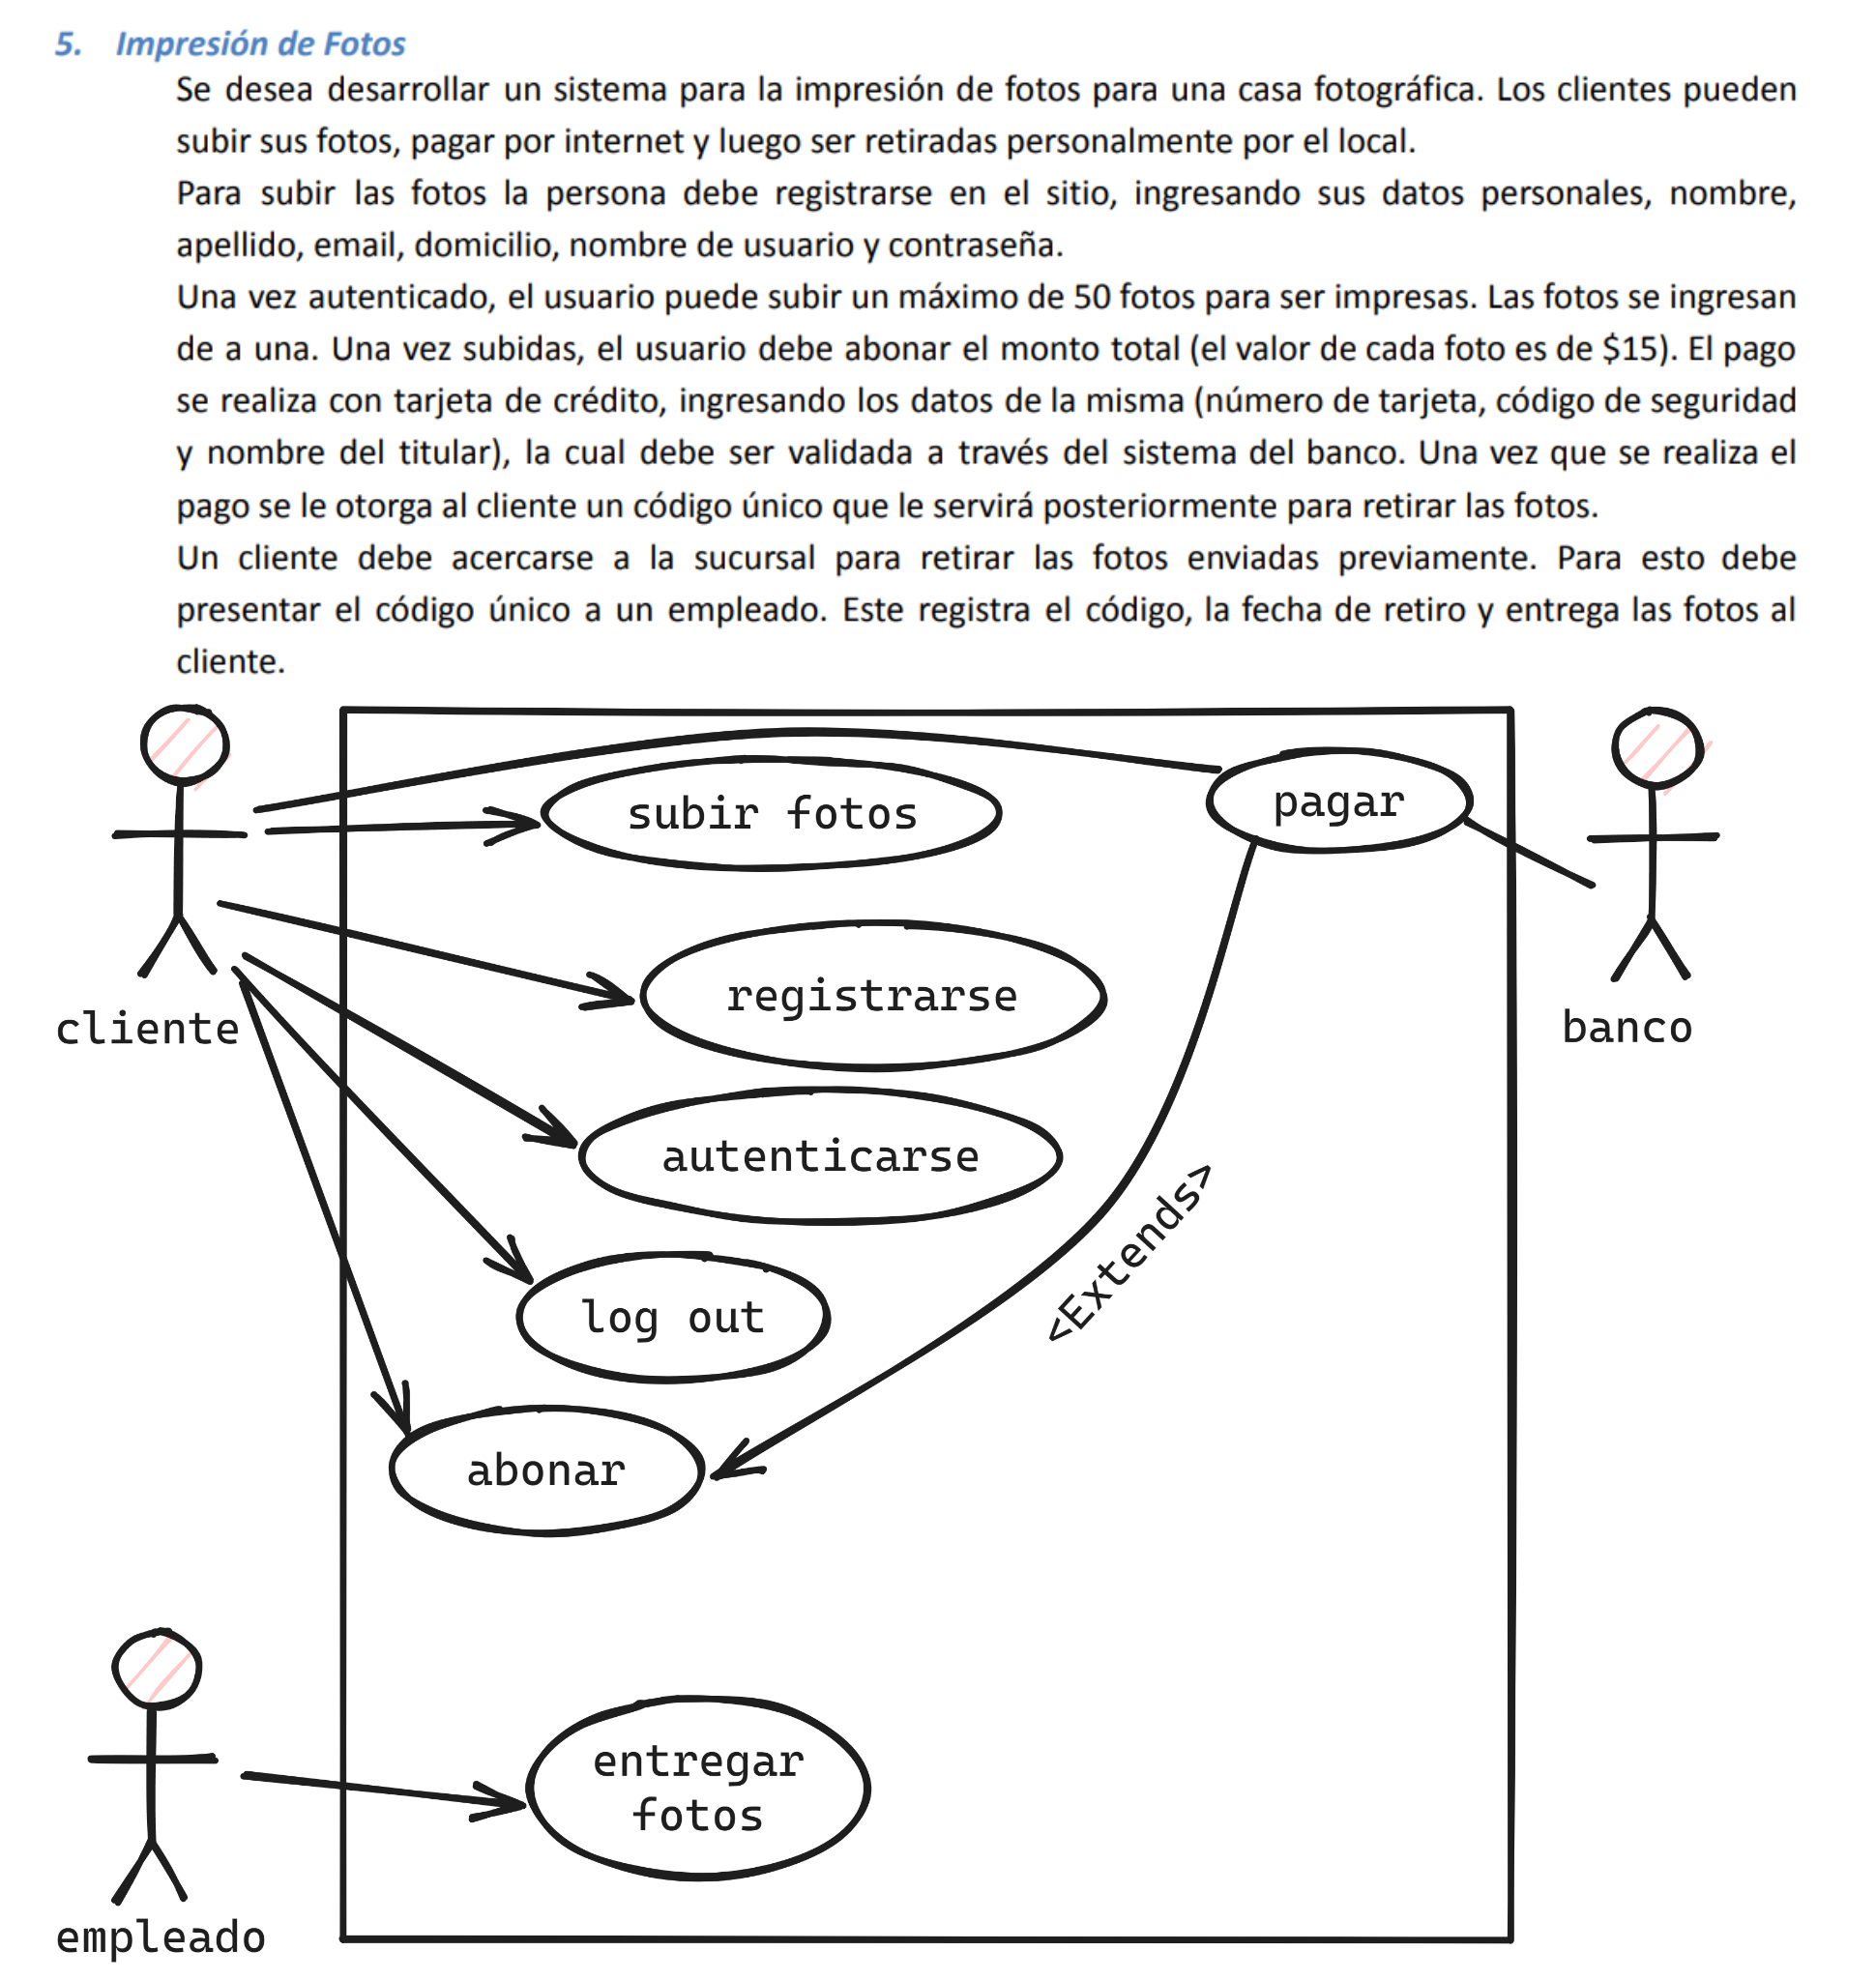 5. Impresión de Fotos
Se desea desarrollar un sistema para la impresión de fotos para una casa fotográfica. Los clientes pueden
subir sus fotos, pagar por internet y luego ser retiradas personalmente por el local.
Para subir las fotos la persona debe registrarse en el sitio, ingresando sus datos personales, nombre,
apellido, email, domicilio, nombre de usuario y contraseña.
Una vez autenticado, el usuario puede subir un máximo de 50 fotos para ser impresas. Las fotos se ingresan
de a una. Una vez subidas, el usuario debe abonar el monto total (el valor de cada foto es de $15). El pago
se realiza con tarjeta de crédito, ingresando los datos de la misma (número de tarjeta, código de seguridad
y nombre del titular), la cual debe ser validada a través del sistema del banco. Una vez que se realiza el
pago se le otorga al cliente un código único que le servirá posteriormente para retirar las fotos.
Un cliente debe acercarse a la sucursal para retirar las fotos enviadas previamente. Para esto debe
presentar el código único a un empleado. Este registra el código, la fecha de retiro y entrega las fotos al
cliente.
subir fotos
pagar
registrarse
cliente
banco
autenticarse
<Extends>
log out
abonar
entregar
fotos
empleado